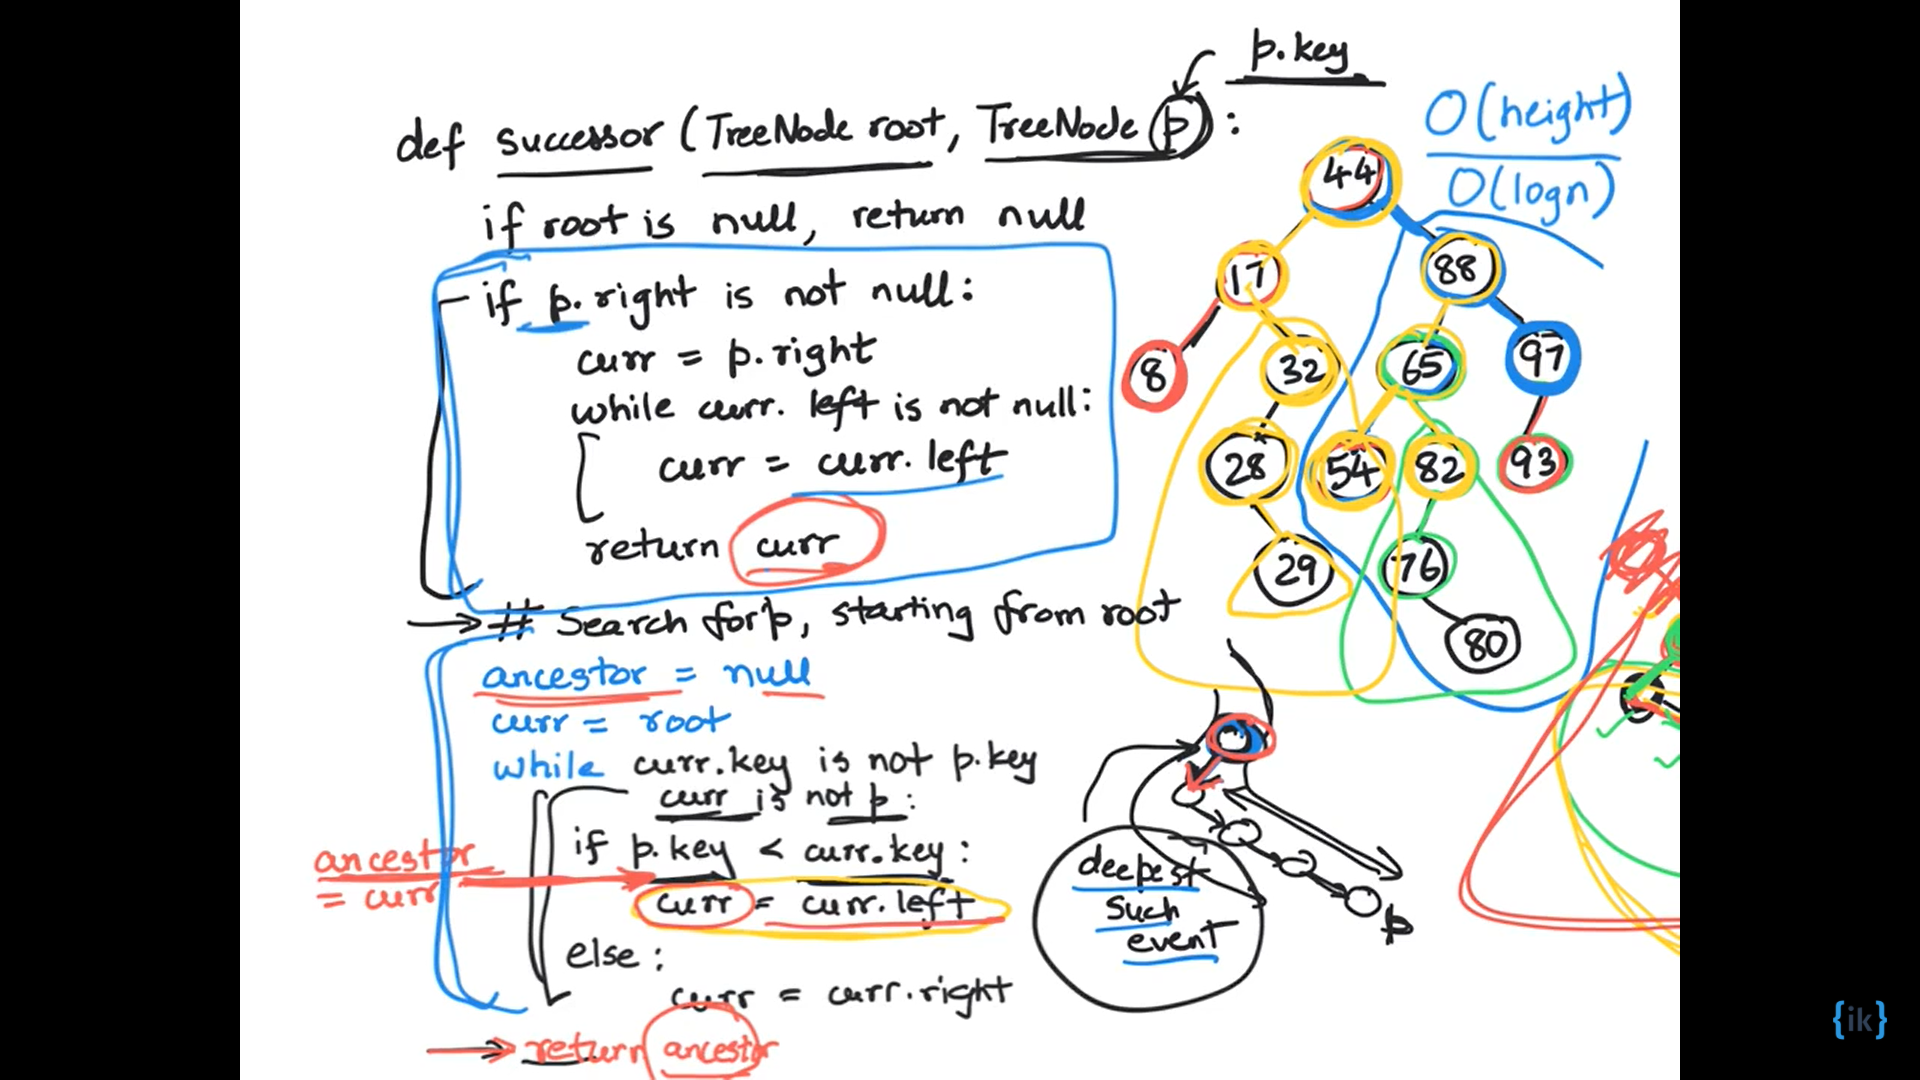 p.key
def successor (TreeNode root, TreeNode p):
O(height)
O(logn)
if root is null, return null
if p.right is not null:
curr = p.right
while curr.left is not null:
curr = curr.left
return curr
# Search for p, starting from root
ancestor = null
curr = root
while curr.key is not p.key
curr is not p:
if p.key < curr.key:
ancestor
= curr
curr = curr.left
else:
curr = curr.right
return ancestor
44
17
88
8
32
65
97
28
54
82
93
29
76
80
deepest
such
event
p
{ik}